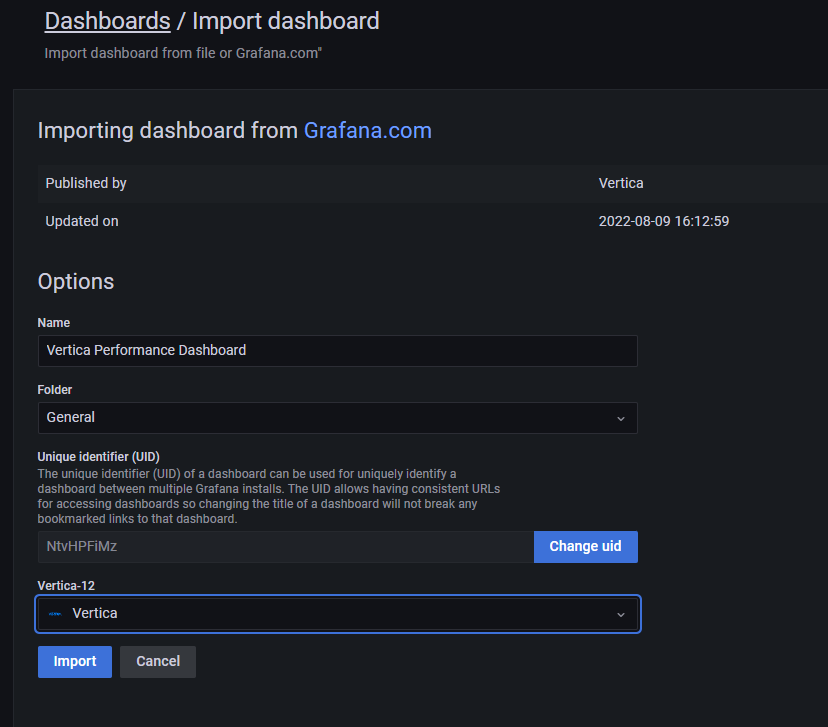 Dashboards / Import dashboard
Import dashboard from file or Grafana.com"
Importing dashboard from Grafana.com
Published by Vertica
Updated on 2022-08-09 16:12:59
Options
Name
Vertica Performance Dashboard
Folder
General
Unique identifier (UID)
The unique identifier (UID) of a dashboard can be used for uniquely identify a
dashboard between multiple Grafana installs. The UID allows having consistent URLs
for accessing dashboards so changing the title of a dashboard will not break any
bookmarked links to that dashboard.
NtvHPFiMz Change uid
Vertica-12
Vertica
Import Cancel